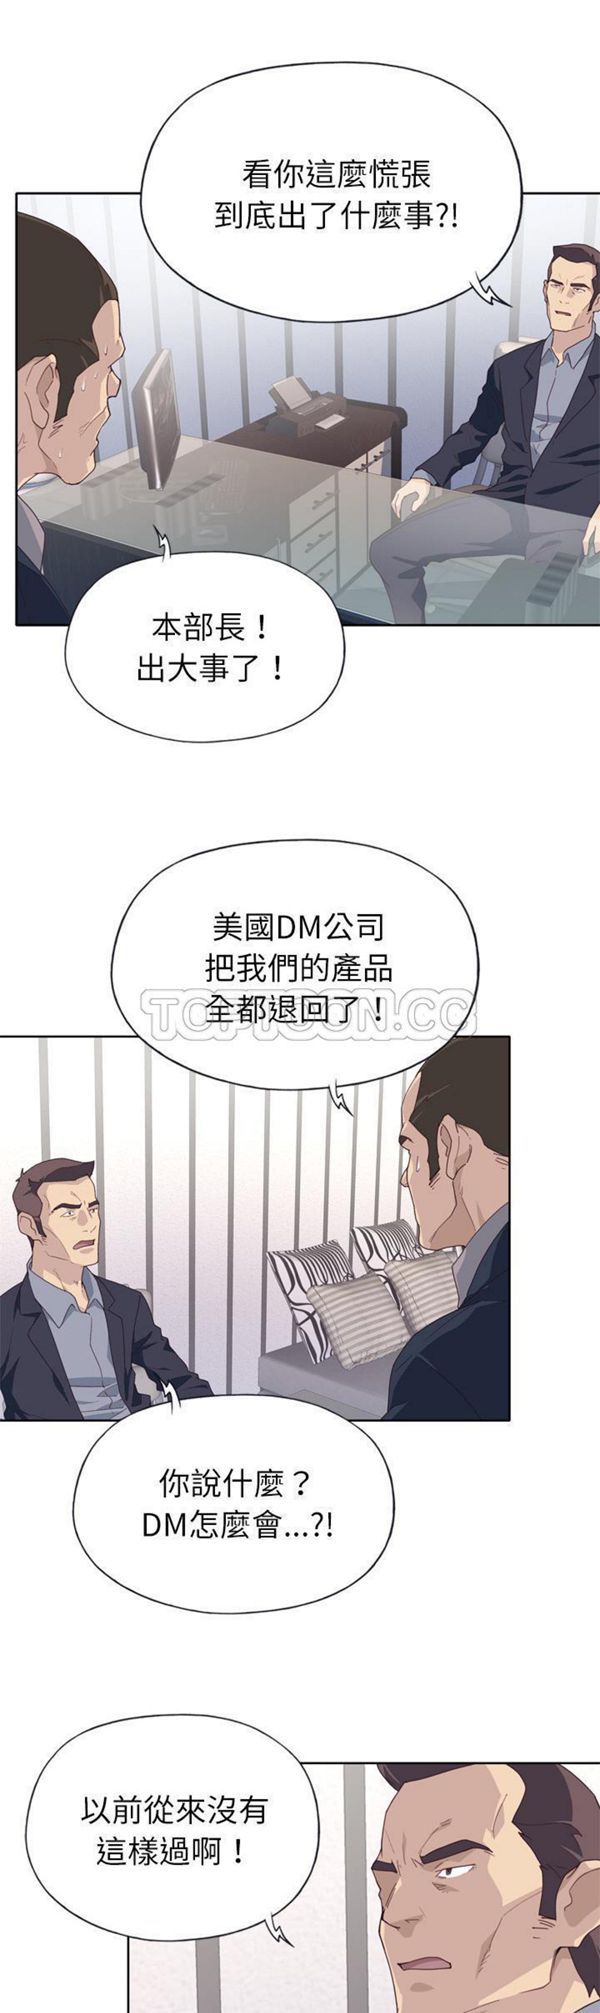 看你這麼慌張
到底出了什麼事?!
本部長！
出大事了！
美國DM公司
把我們的產品
全都退回了！
TOPTOON.CC
你說什麼？
DM怎麼會...?!
以前從來沒有
這樣過啊！